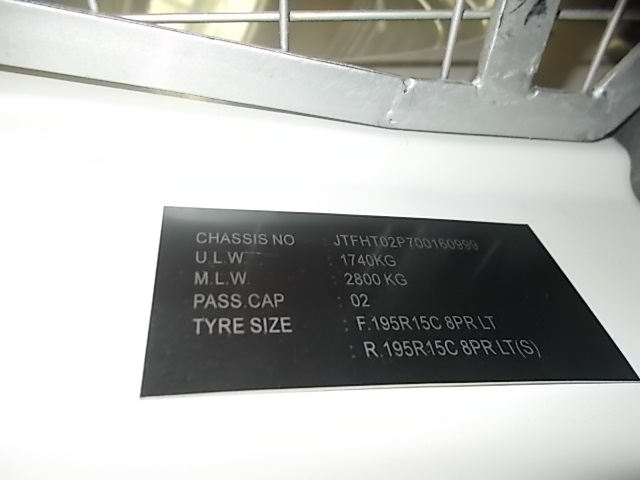 CHASSIS NO : JTFHT02P700160999
U.L.W. : 1740KG
M.L.W. : 2800 KG
PASS.CAP : 02
TYRE SIZE : F.195R15C 8PR LT
: R.195R15C 8PR LT(S)